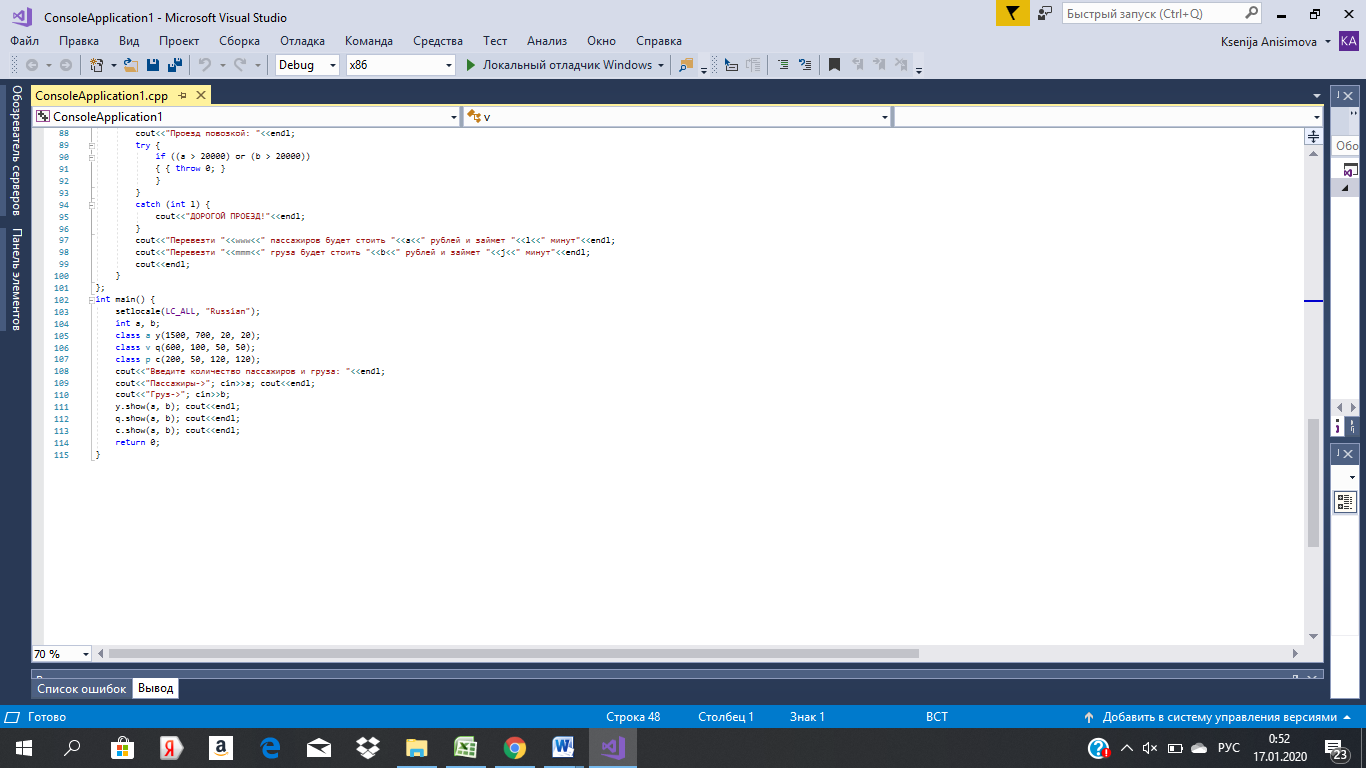 ConsoleApplication1 - Microsoft Visual Studio
Быстрый запуск (Ctrl+Q)
Файл Правка Вид Проект Сборка Отладка Команда Средства Тест Анализ Окно Справка
Ksenija Anisimova KA
Debug x86 Локальный отладчик Windows
Обозреватель серверов
Панель элементов
ConsoleApplication1.cpp
ConsoleApplication1 v
Обо
88 cout<<"Проезд повозкой: "<<endl;
89 try {
90 if ((a > 20000) or (b > 20000))
91 { { throw 0; }
92 }
93 }
94 catch (int l) {
95 cout<<"ДОРОГОЙ ПРОЕЗД!"<<endl;
96 }
97 cout<<"Перевезти "<<www<<" пассажиров будет стоить "<<a<<" рублей и займет "<<l<<" минут"<<endl;
98 cout<<"Перевезти "<<mmm<<" груза будет стоить "<<b<<" рублей и займет "<<j<<" минут"<<endl;
99 cout<<endl;
100 }
101 };
102 int main() {
103 setlocale(LC_ALL, "Russian");
104 int a, b;
105 class a y(1500, 700, 20, 20);
106 class v q(600, 100, 50, 50);
107 class p c(200, 50, 120, 120);
108 cout<<"Введите количество пассажиров и груза: "<<endl;
109 cout<<"Пассажиры->"; cin>>a; cout<<endl;
110 cout<<"Груз->"; cin>>b;
111 y.show(a, b); cout<<endl;
112 q.show(a, b); cout<<endl;
113 c.show(a, b); cout<<endl;
114 return 0;
115 }
70 %
Список ошибок Вывод
Готово Строка 48 Столбец 1 Знак 1 ВСТ Добавить в систему управления версиями
РУС
0:52
17.01.2020
23